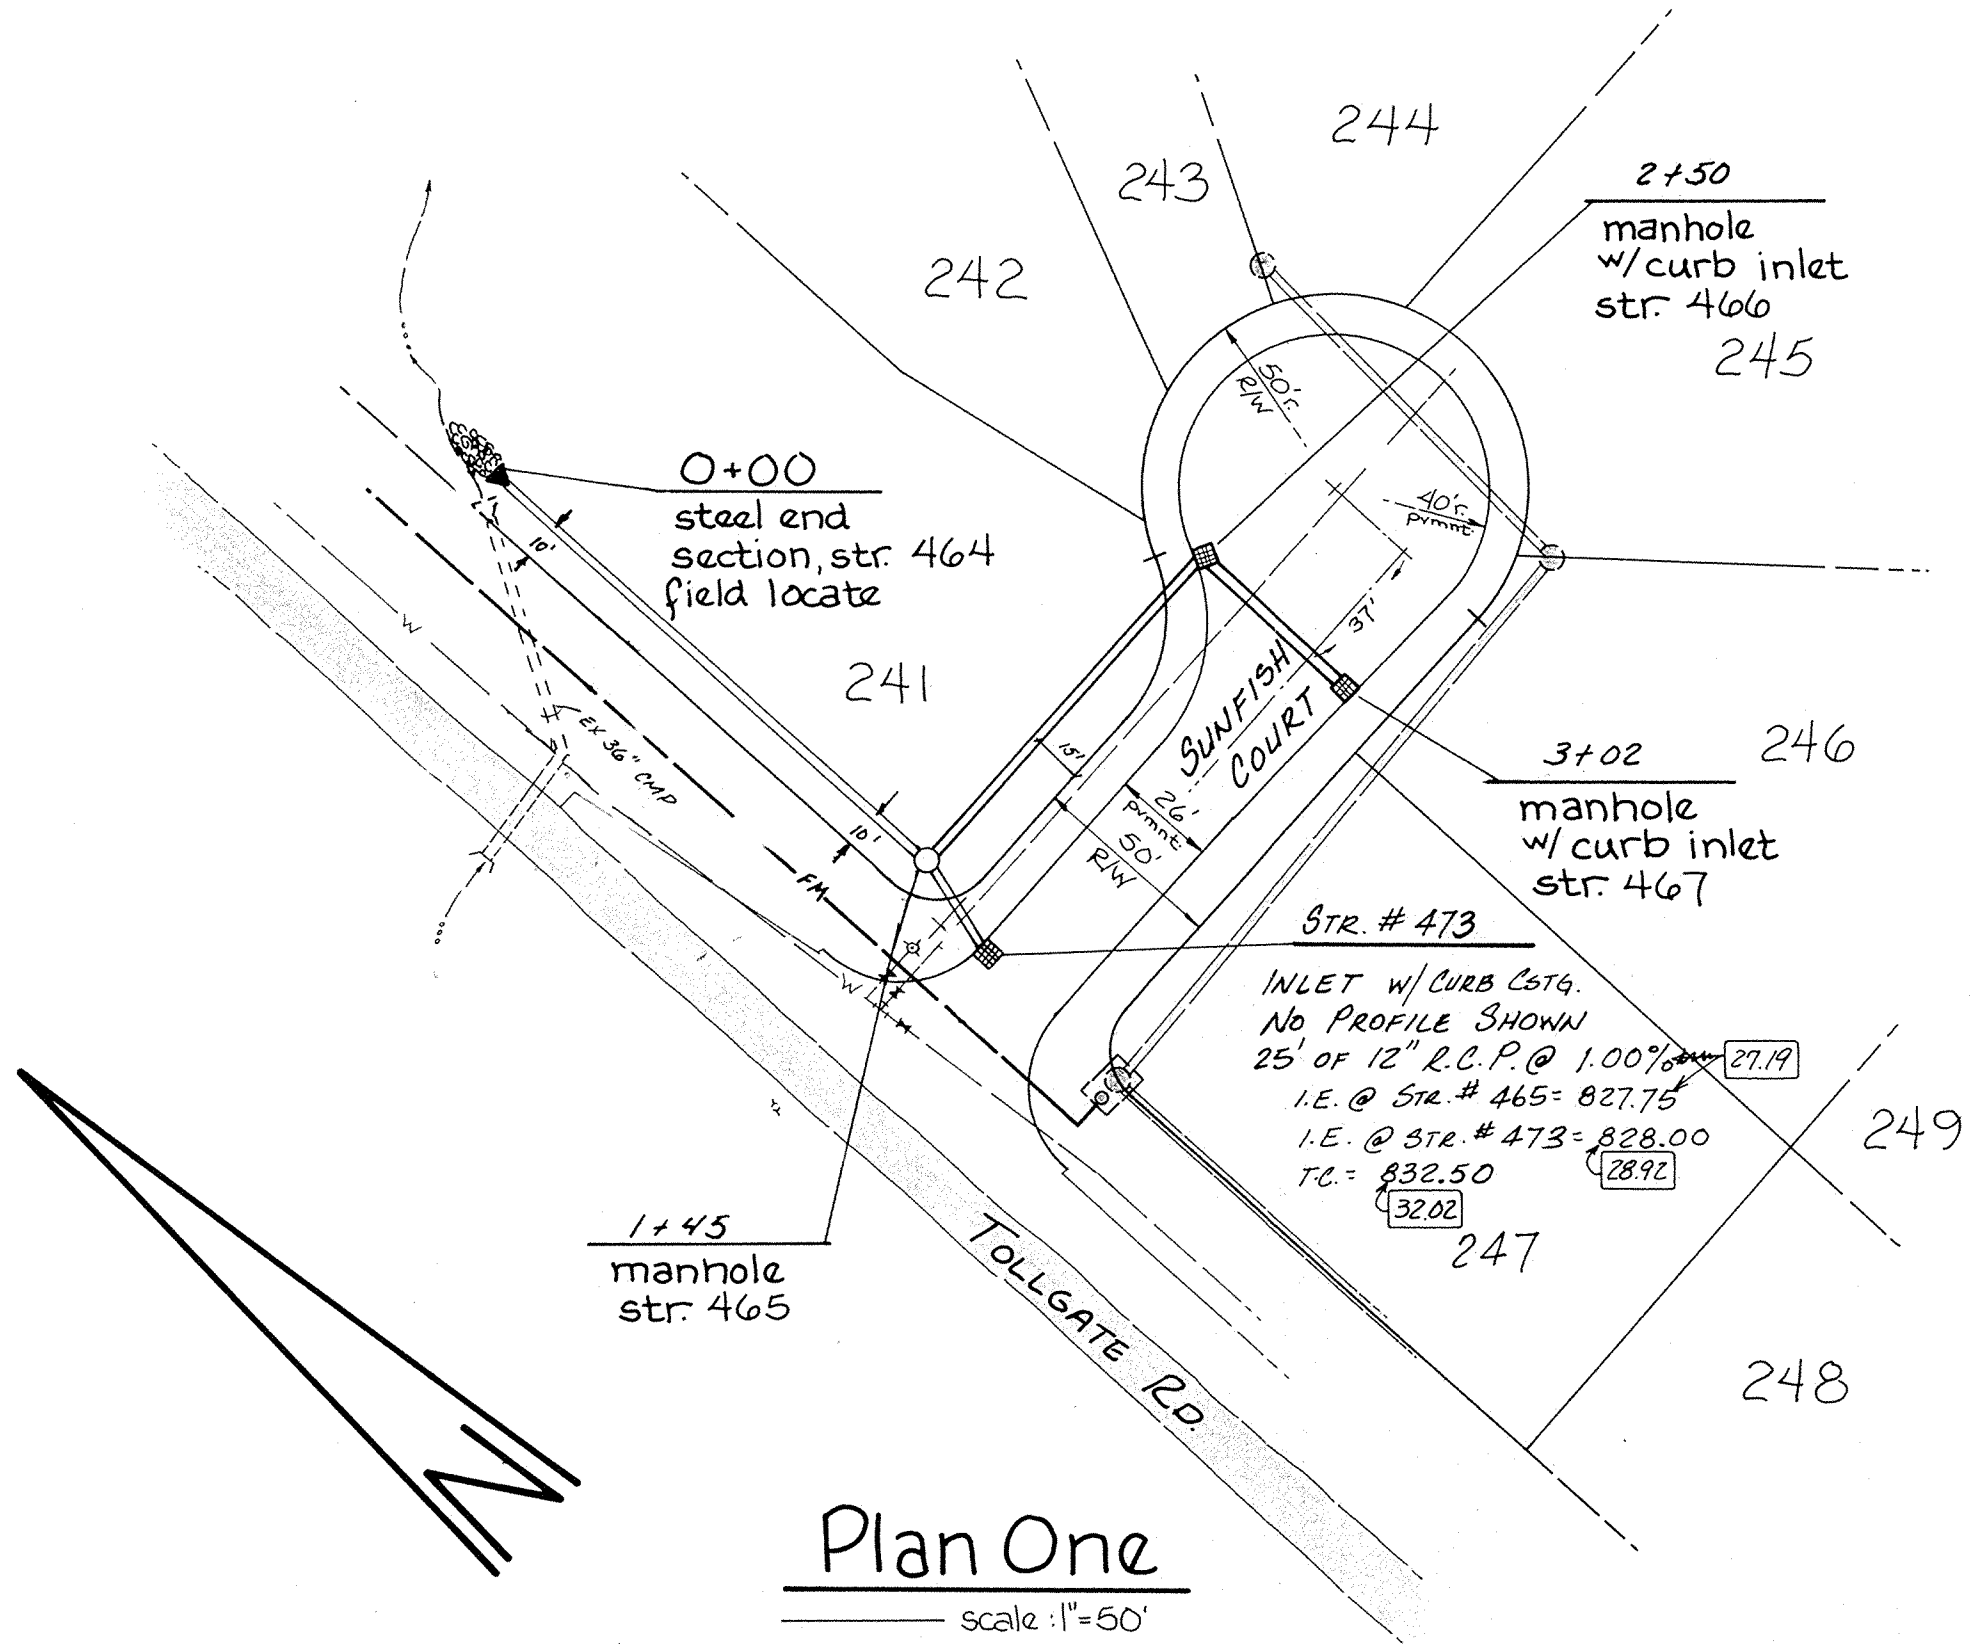 244
243
2+50
manhole
w/curb inlet
str. 466
245
242
50'r.
R/W
40'r.
pvmnt.
0+00
steel end
section, str. 464
field locate
10'
W
241
37'
SUNFISH
COURT
15'
26'
pvmnt.
50'
R/W
EX 36" CMP
10'
FM
W
246
3+02
manhole
w/ curb inlet
str. 467
STR. # 473
INLET W/ CURB CSTG.
NO PROFILE SHOWN
25' OF 12" R.C.P. @ 1.00% 27.19
I.E. @ STR. # 465= 827.75
I.E. @ STR. # 473= 828.00
28.92
T.C. = 832.50
32.02
249
247
1+45
manhole
str. 465
TOLLGATE RD.
248
N
Plan One
scale : 1"=50'